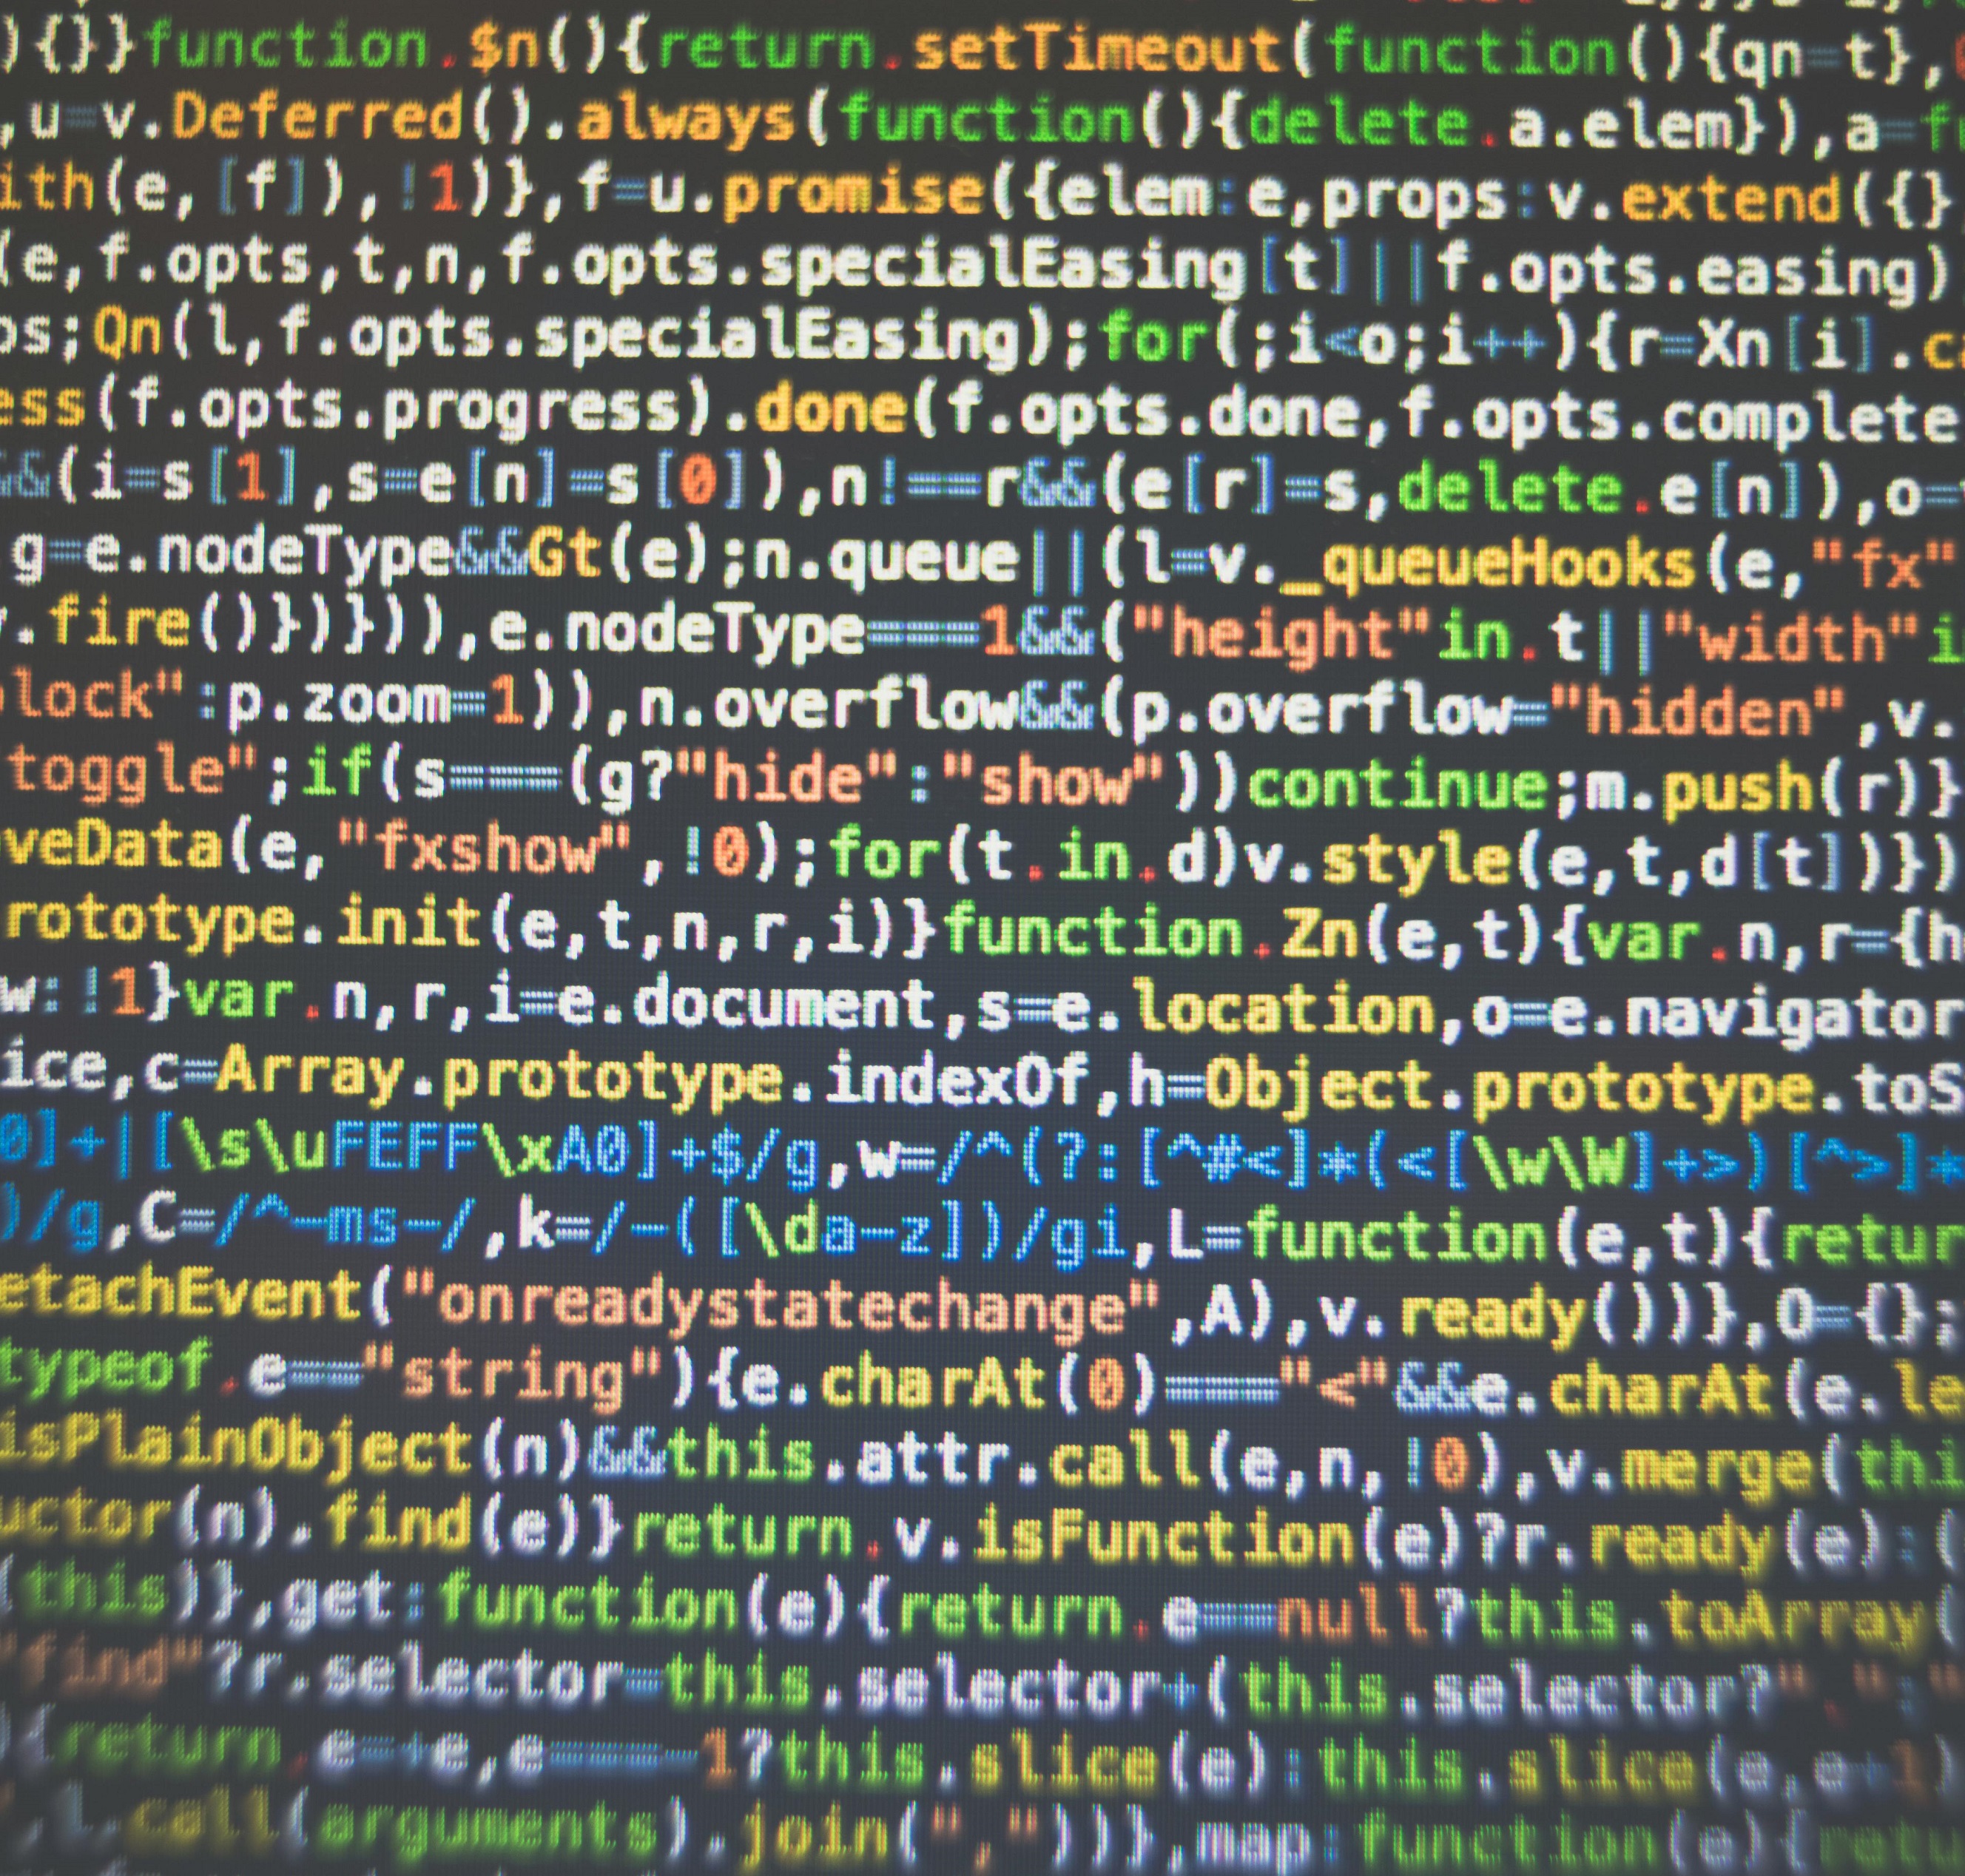 ){}}function $n(){return setTimeout(function(){qn=t},
,u=v.Deferred().always(function(){delete a.elem}),a=
ith(e,[f]),!1)},f=u.promise({elem:e,props:v.extend({}
(e,f.opts,t,n,f.opts.specialEasing[t]||f.opts.easing)
os;Qn(l,f.opts.specialEasing);for(;i<o;i++){r=Xn[i].
ess(f.opts.progress).done(f.opts.done,f.opts.complete
&&(i=s[1],s=e[n]=s[0]),n!==r&&(e[r]=s,delete e[n]),o=
g=e.nodeType&&Gt(e);n.queue||(l=v._queueHooks(e,"fx"
.fire()})})),e.nodeType===1&&("height"in t||"width"i
lock":p.zoom=1)),n.overflow&&(p.overflow="hidden",v.
toggle";if(s===(g?"hide":"show"))continue;m.push(r)}
veData(e,"fxshow",!0);for(t in d)v.style(e,t,d[t])})
rototype.init(e,t,n,r,i)}function Zn(e,t){var n,r={h
w:!1}var n,r,i=e.document,s=e.location,o=e.navigator
ice,c=Array.prototype.indexOf,h=Object.prototype.toS
0]+|[\s\uFEFF\xA0]+$/g,w=/^(?:[^#<]*(<[\w\W]+>)[^>]*
)/g,C=/^-ms-/,k=/-([\da-z])/gi,L=function(e,t){retur
etachEvent("onreadystatechange",A),v.ready())},O={};
typeof e=="string"){e.charAt(0)==="<"&&e.charAt(e.le
isPlainObject(n)&&this.attr.call(e,n,!0),v.merge(thi
uctor(n).find(e)}return v.isFunction(e)?r.ready(e):(
(this)},get:function(e){return e==null?this.toArray(
"find"?r.selector=this.selector+(this.selector?" ":"
){return e=+e,e===-1?this.slice(e):this.slice(e,e+1)
",l.call(arguments).join(","))},map:function(e){retu